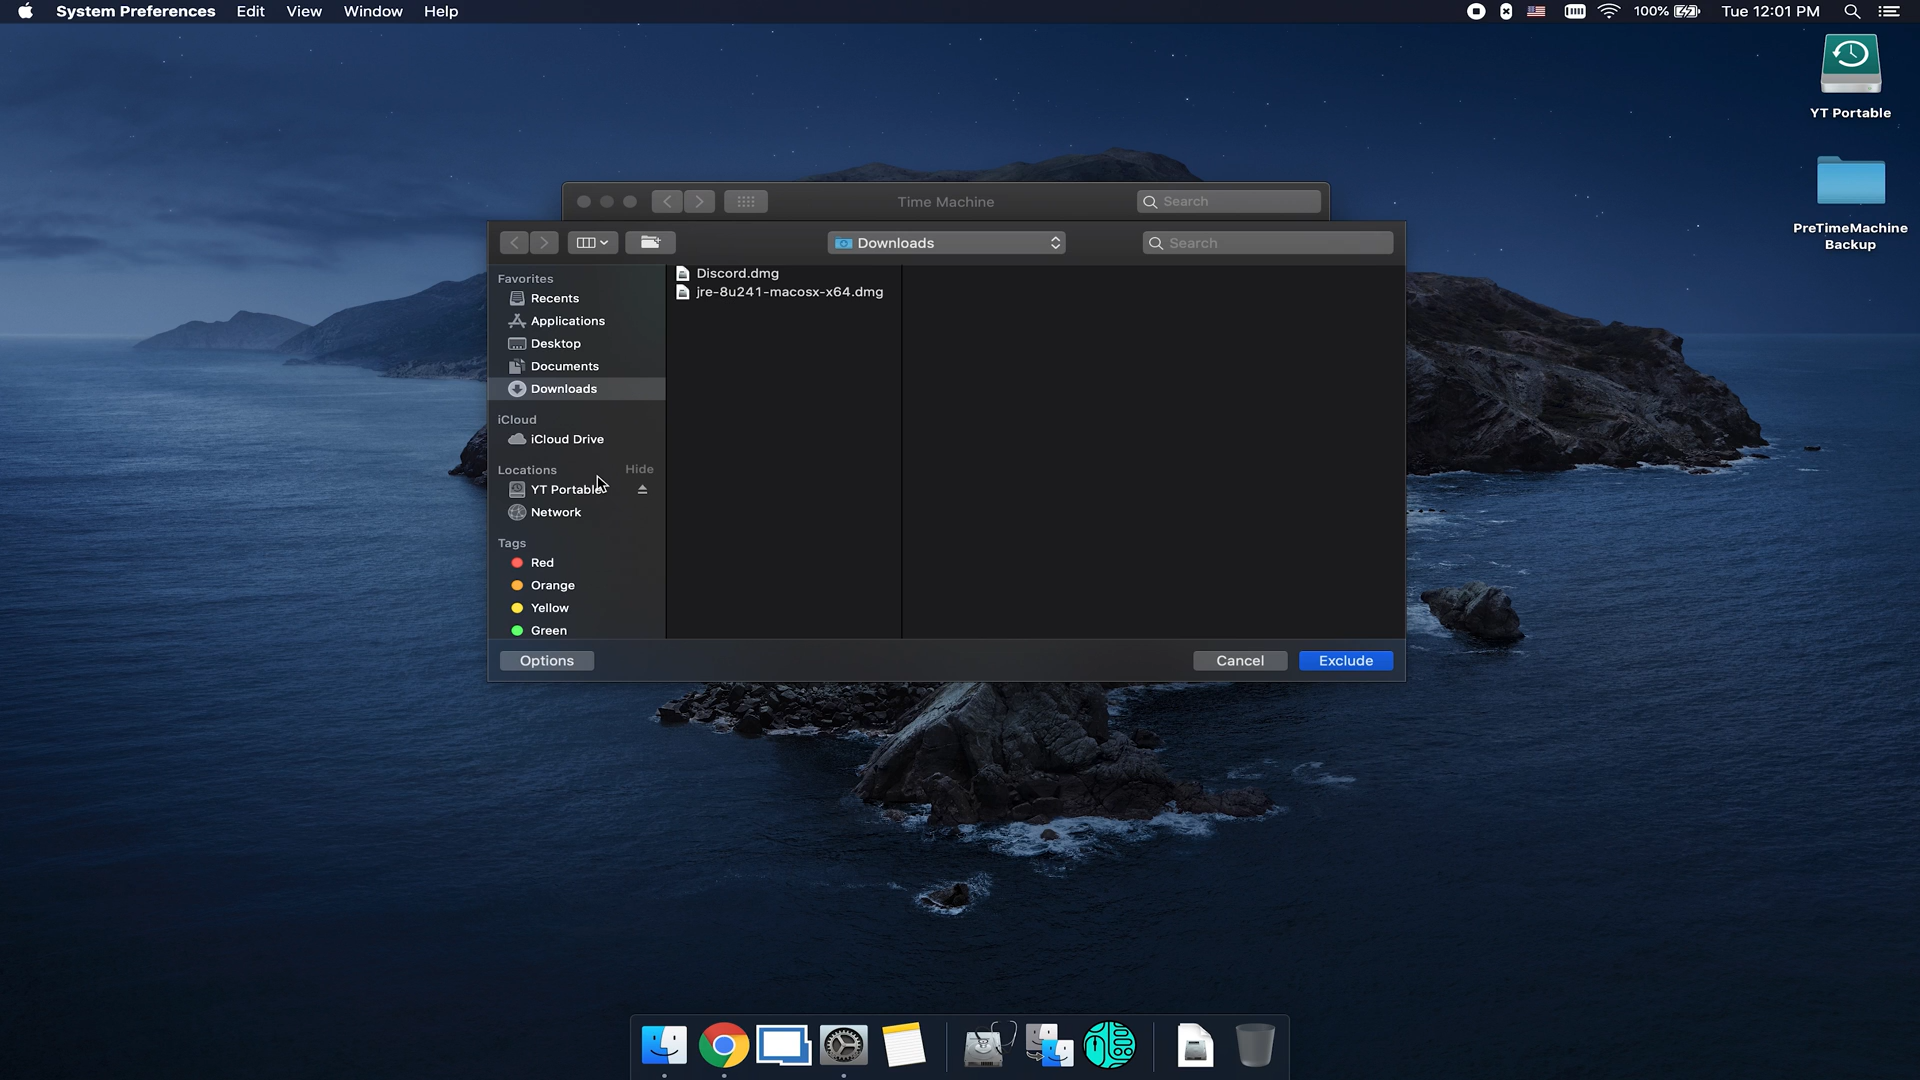 System Preferences Edit View Window Help
100% Tue 12:01 PM
YT Portable
PreTimeMachine
Backup
Time Machine
Search
Downloads
Search
Favorites
Recents
Applications
Desktop
Documents
Downloads
iCloud
iCloud Drive
Locations Hide
YT Portable
Network
Tags
Red
Orange
Yellow
Green
Discord.dmg
jre-8u241-macosx-x64.dmg
Options
Cancel
Exclude